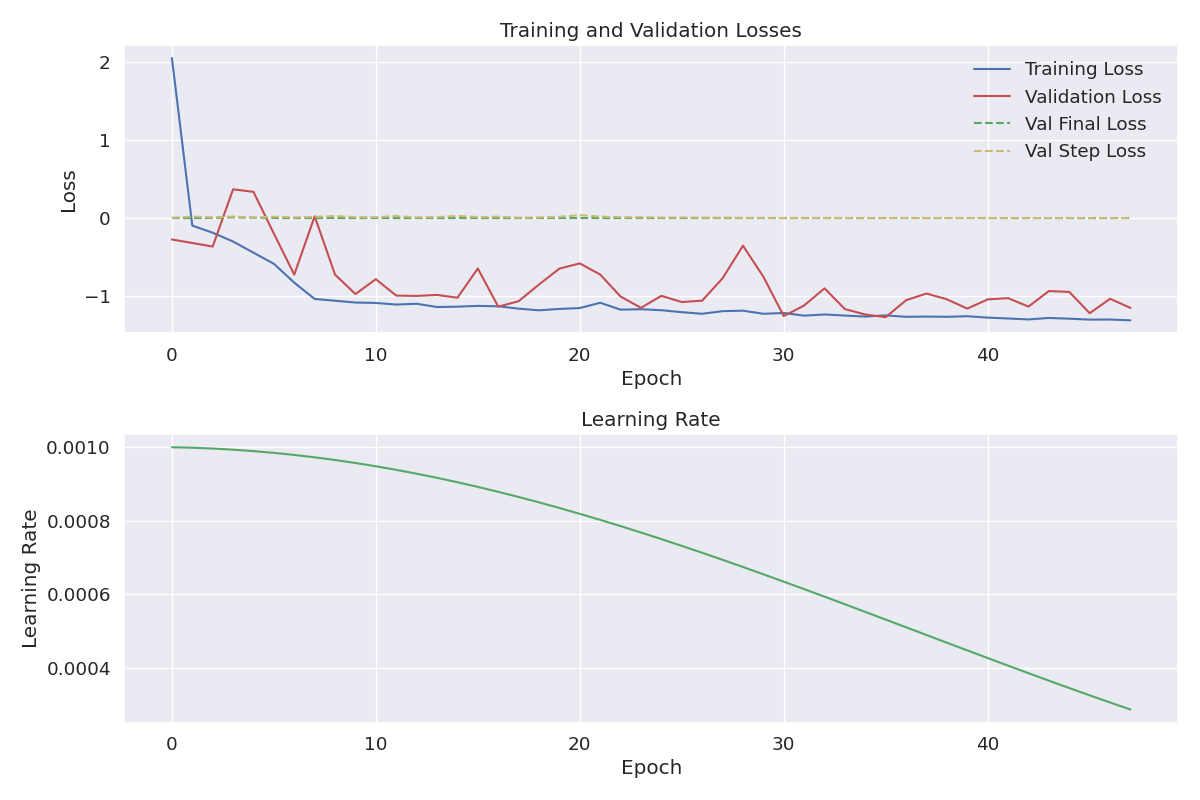 Training and Validation Losses
2
1
0
−1
Loss
Training Loss
Validation Loss
Val Final Loss
Val Step Loss
0 10 20 30 40
Epoch
Learning Rate
0.0010
0.0008
0.0006
0.0004
Learning Rate
0 10 20 30 40
Epoch